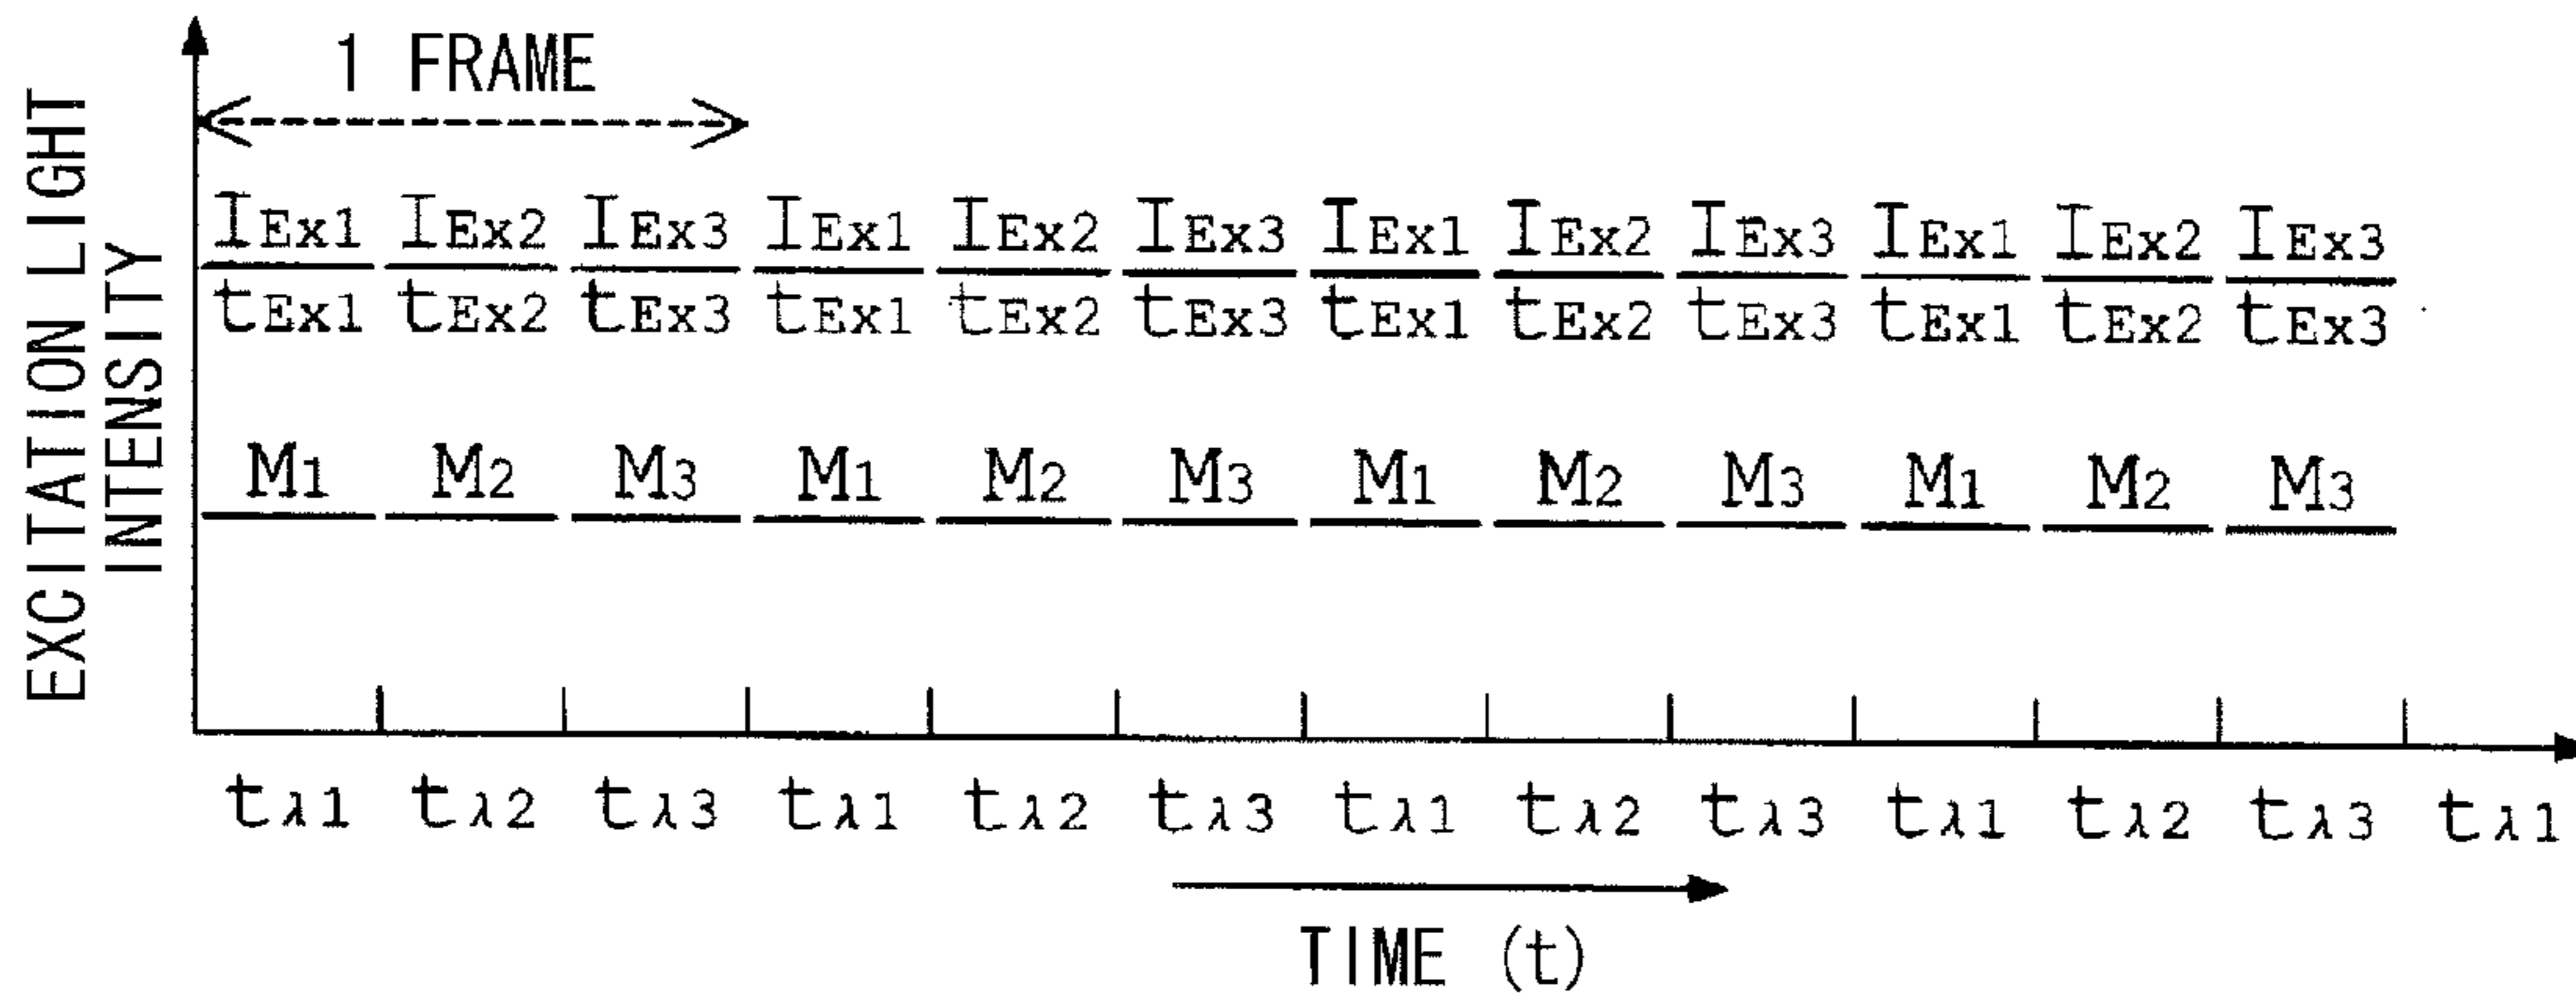 1 FRAME
EXCITATION LIGHT
INTENSITY
IEx1 IEx2 IEx3 IEx1 IEx2 IEx3 IEx1 IEx2 IEx3 IEx1 IEx2 IEx3
tEx1 tEx2 tEx3 tEx1 tEx2 tEx3 tEx1 tEx2 tEx3 tEx1 tEx2 tEx3
M1 M2 M3 M1 M2 M3 M1 M2 M3 M1 M2 M3
tλ1 tλ2 tλ3 tλ1 tλ2 tλ3 tλ1 tλ2 tλ3 tλ1 tλ2 tλ3 tλ1
TIME (t)